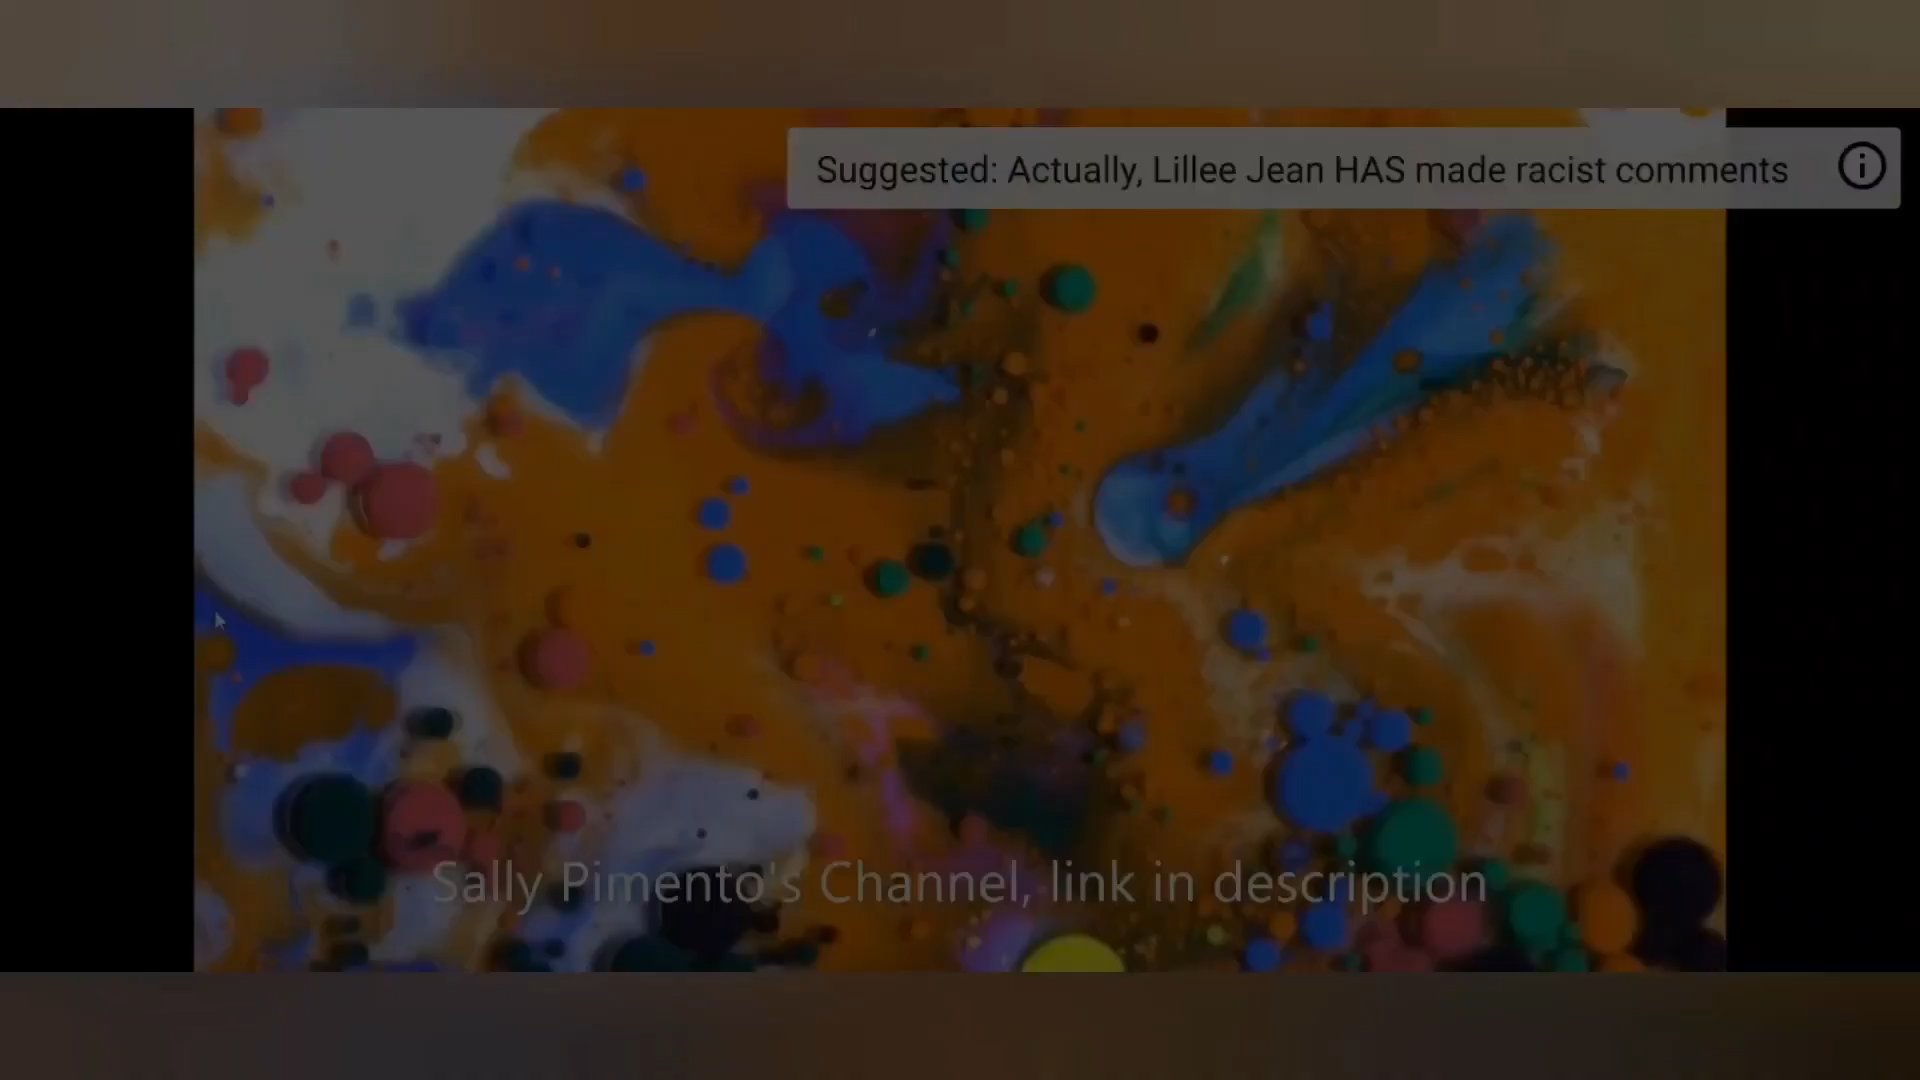 Suggested: Actually, Lillee Jean HAS made racist comments
Sally Pimento's Channel, link in description